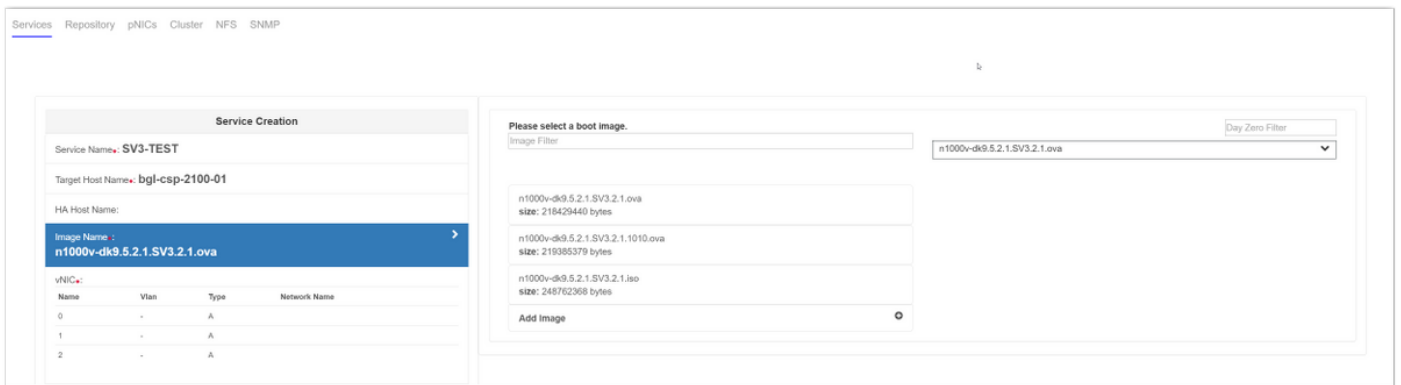 Services Repository pNICs Cluster NFS SNMP
Service Creation
Service Name*: SV3-TEST
Target Host Name*: bgl-csp-2100-01
HA Host Name:
Image Name*:
n1000v-dk9.5.2.1.SV3.2.1.ova
vNIC*:
Name Vlan Type Network Name
0 - A
1 - A
2 - A
Please select a boot image.
Image Filter
Day Zero Filter
n1000v-dk9.5.2.1.SV3.2.1.ova
n1000v-dk9.5.2.1.SV3.2.1.ova
size: 218429440 bytes
n1000v-dk9.5.2.1.SV3.2.1.1010.ova
size: 219385379 bytes
n1000v-dk9.5.2.1.SV3.2.1.iso
size: 248762368 bytes
Add Image